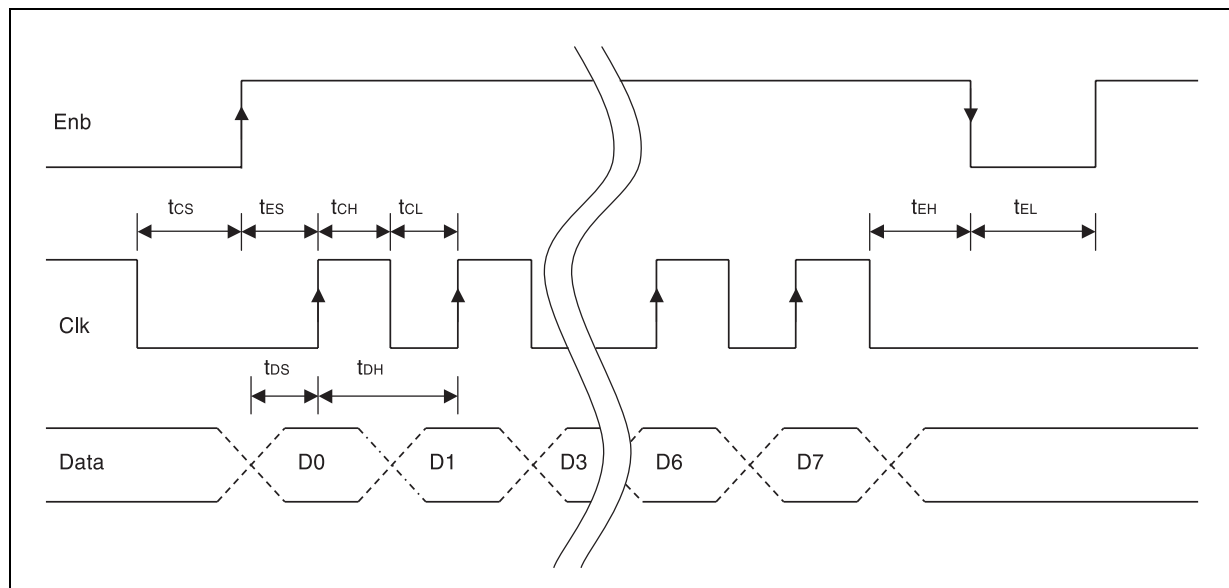 Enb
tCS tES tCH tCL tEH tEL
Clk
tDS tDH
Data D0 D1 D3 D6 D7